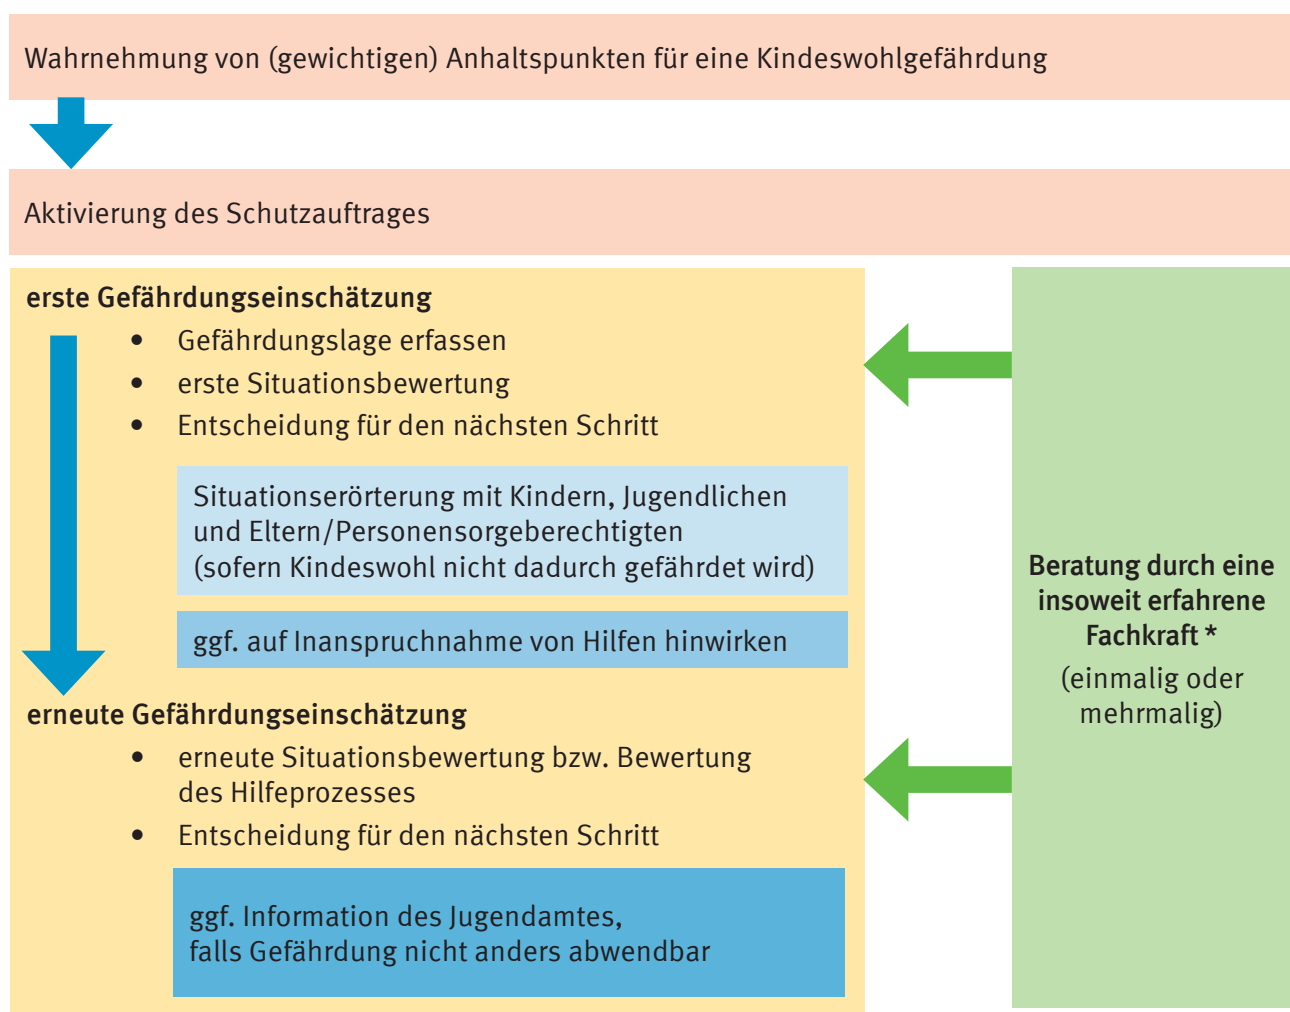 Wahrnehmung von (gewichtigen) Anhaltspunkten für eine Kindeswohlgefährdung
Aktivierung des Schutzauftrages
erste Gefährdungseinschätzung
• Gefährdungslage erfassen
• erste Situationsbewertung
• Entscheidung für den nächsten Schritt
Situationserörterung mit Kindern, Jugendlichen
und Eltern/Personensorgeberechtigten
(sofern Kindeswohl nicht dadurch gefährdet wird)
ggf. auf Inanspruchnahme von Hilfen hinwirken
erneute Gefährdungseinschätzung
• erneute Situationsbewertung bzw. Bewertung
des Hilfeprozesses
• Entscheidung für den nächsten Schritt
ggf. Information des Jugendamtes,
falls Gefährdung nicht anders abwendbar
Beratung durch eine
insoweit erfahrene
Fachkraft *
(einmalig oder
mehrmalig)